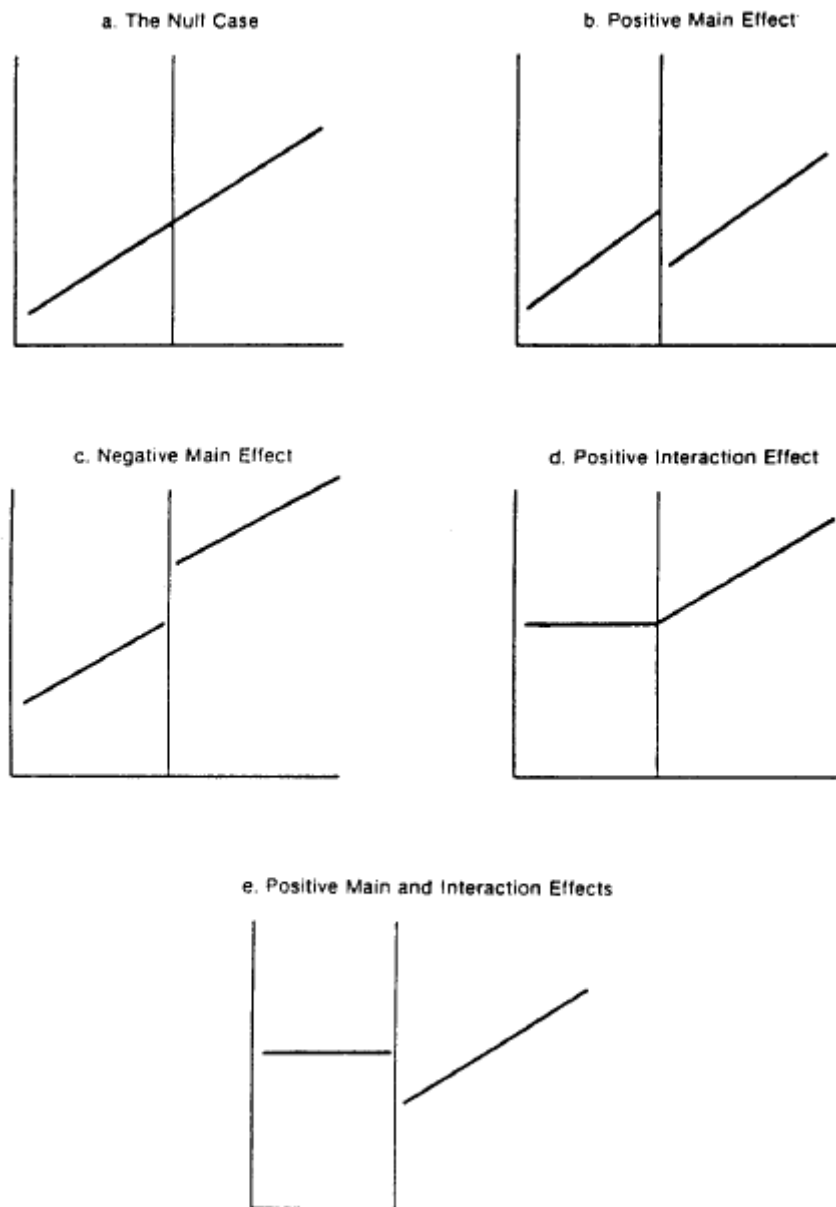 a. The Null Case
b. Positive Main Effect
c. Negative Main Effect
d. Positive Interaction Effect
e. Positive Main and Interaction Effects